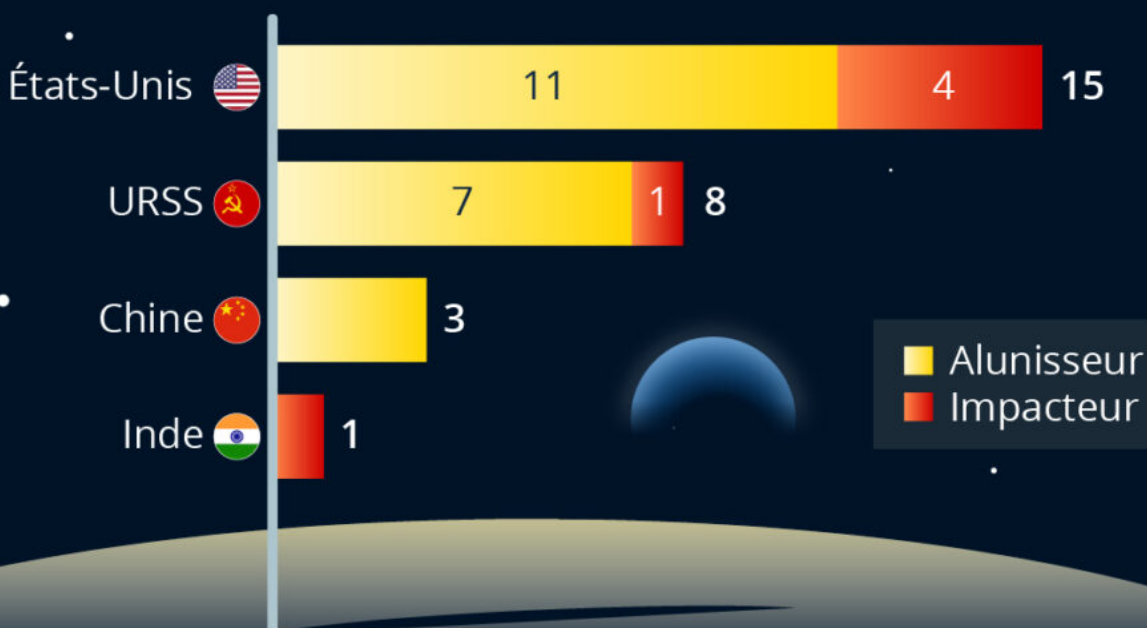 États-Unis 11 4 15
URSS 7 1 8
Chine 3
Inde 1
Alunisseur
Impacteur